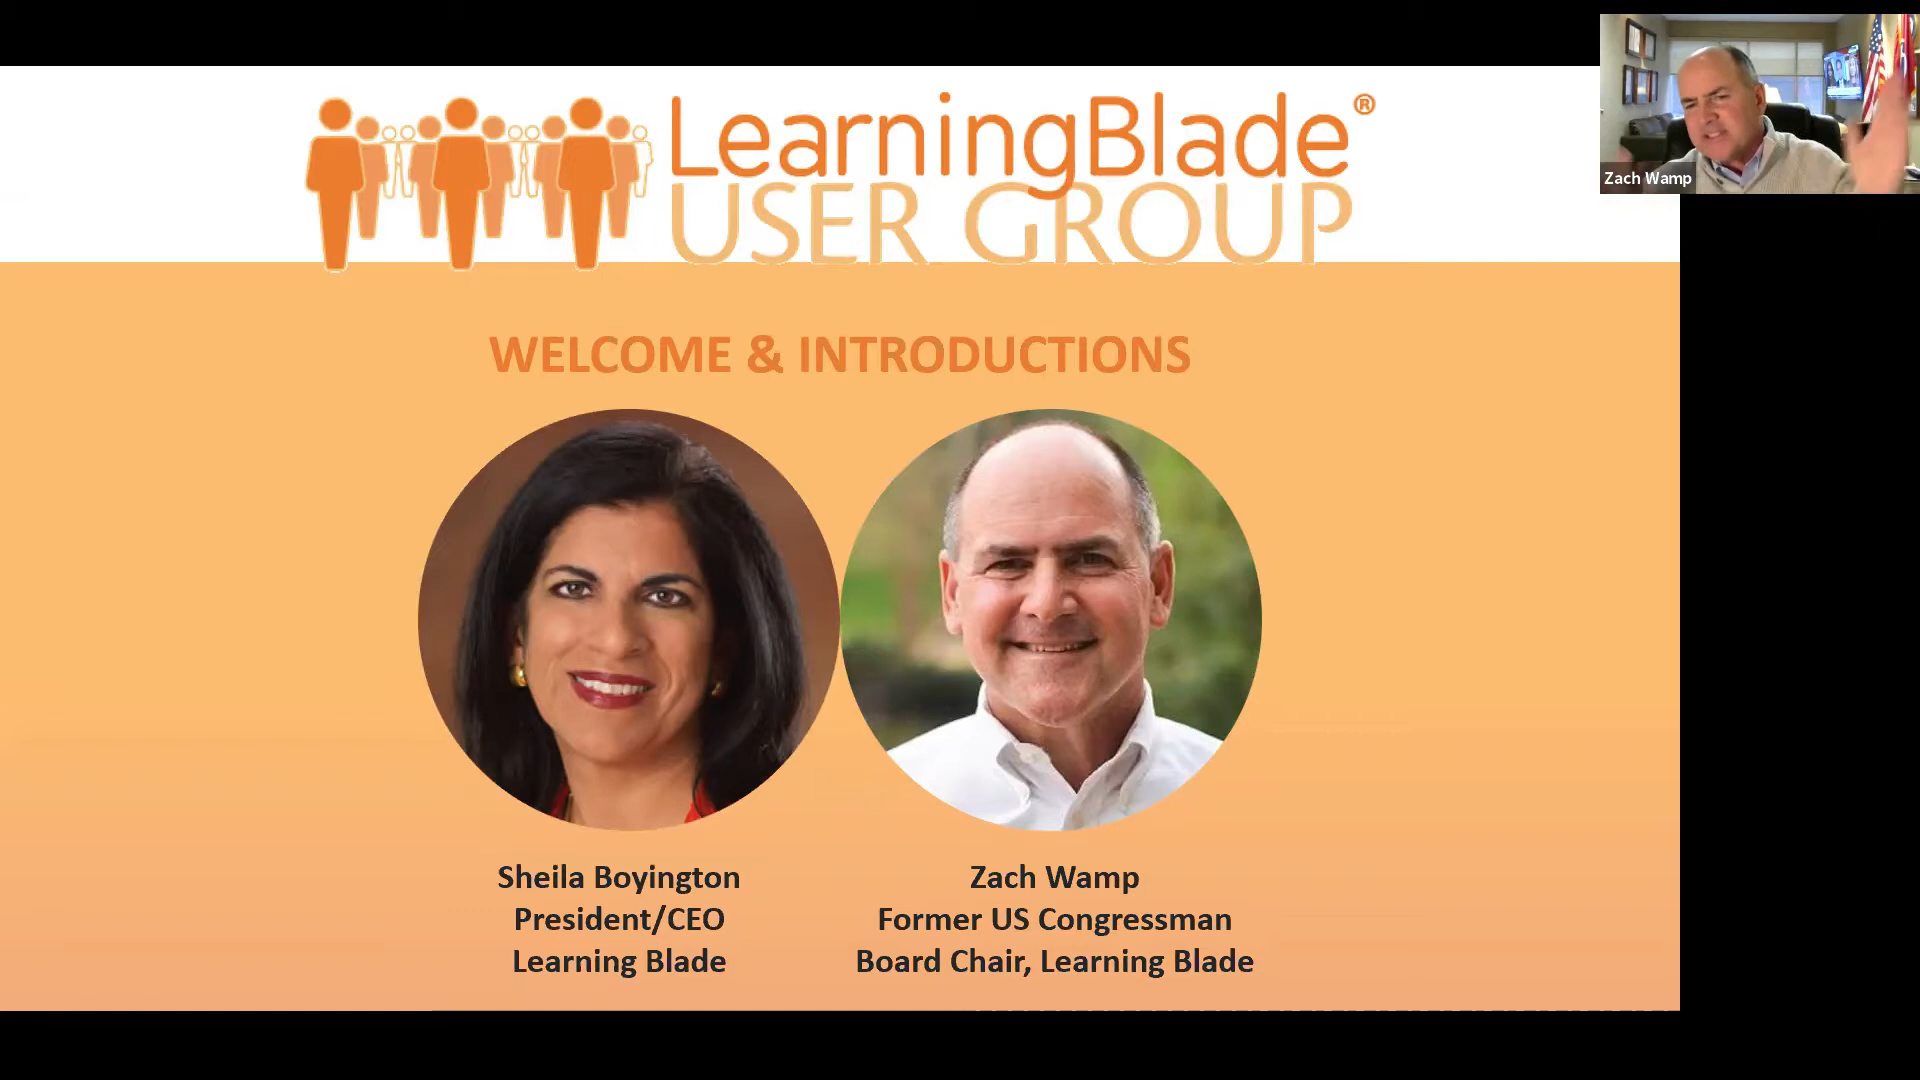 LearningBlade®
USER GROUP
Zach Wamp
WELCOME & INTRODUCTIONS
Sheila Boyington
President/CEO
Learning Blade
Zach Wamp
Former US Congressman
Board Chair, Learning Blade